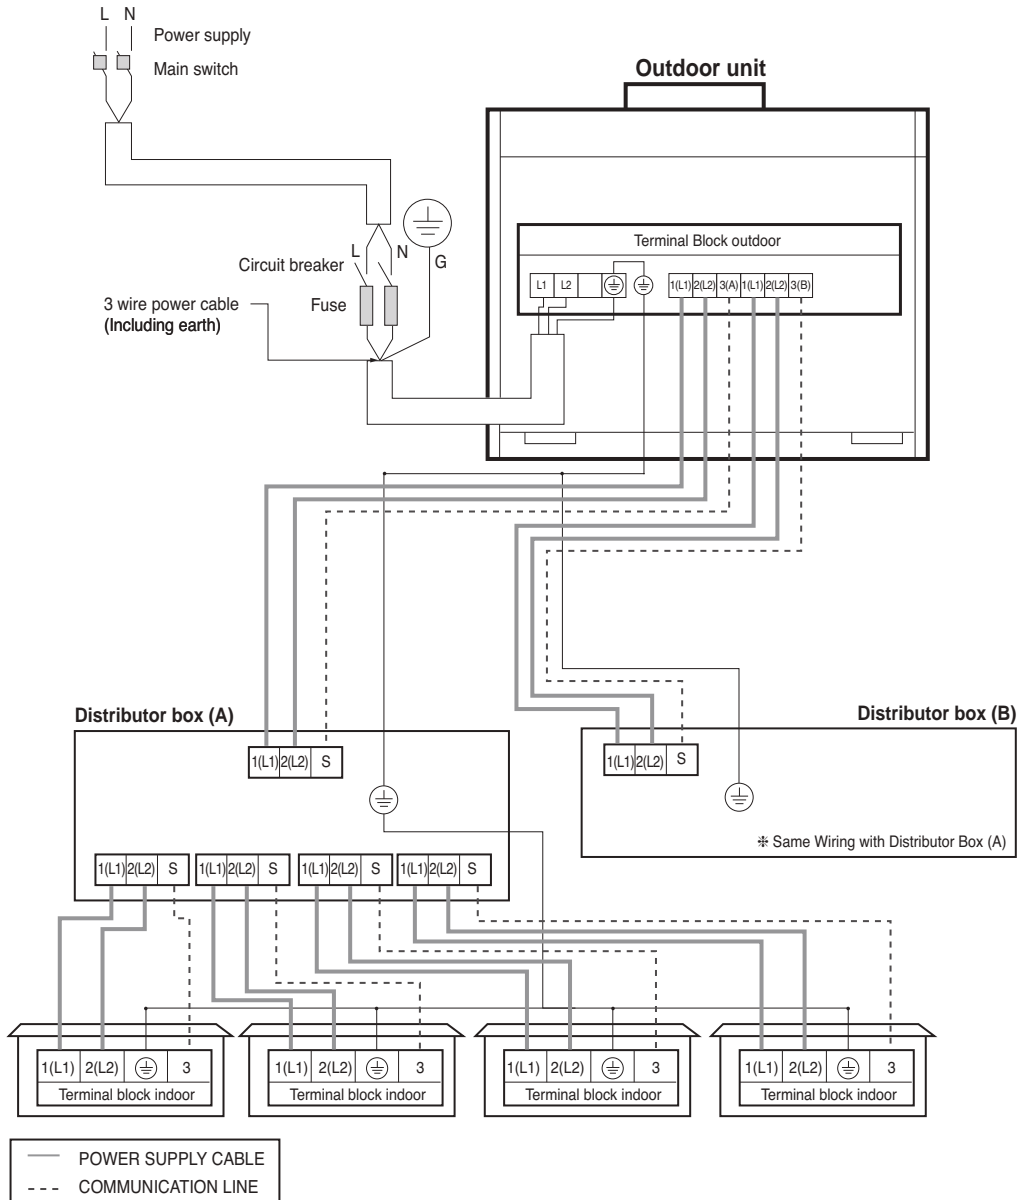 L N
Power supply
Main switch
Outdoor unit
Terminal Block outdoor
L1 L2
1(L1) 2(L2) 3(A) 1(L1) 2(L2) 3(B)
L N
G
Circuit breaker
3 wire power cable
(Including earth)
Fuse
Distributor box (A)
1(L1) 2(L2) S
1(L1) 2(L2) S 1(L1) 2(L2) S 1(L1) 2(L2) S 1(L1) 2(L2) S
Distributor box (B)
1(L1) 2(L2) S
❈ Same Wiring with Distributor Box (A)
1(L1) 2(L2) 3
Terminal block indoor
1(L1) 2(L2) 3
Terminal block indoor
1(L1) 2(L2) 3
Terminal block indoor
1(L1) 2(L2) 3
Terminal block indoor
POWER SUPPLY CABLE
COMMUNICATION LINE